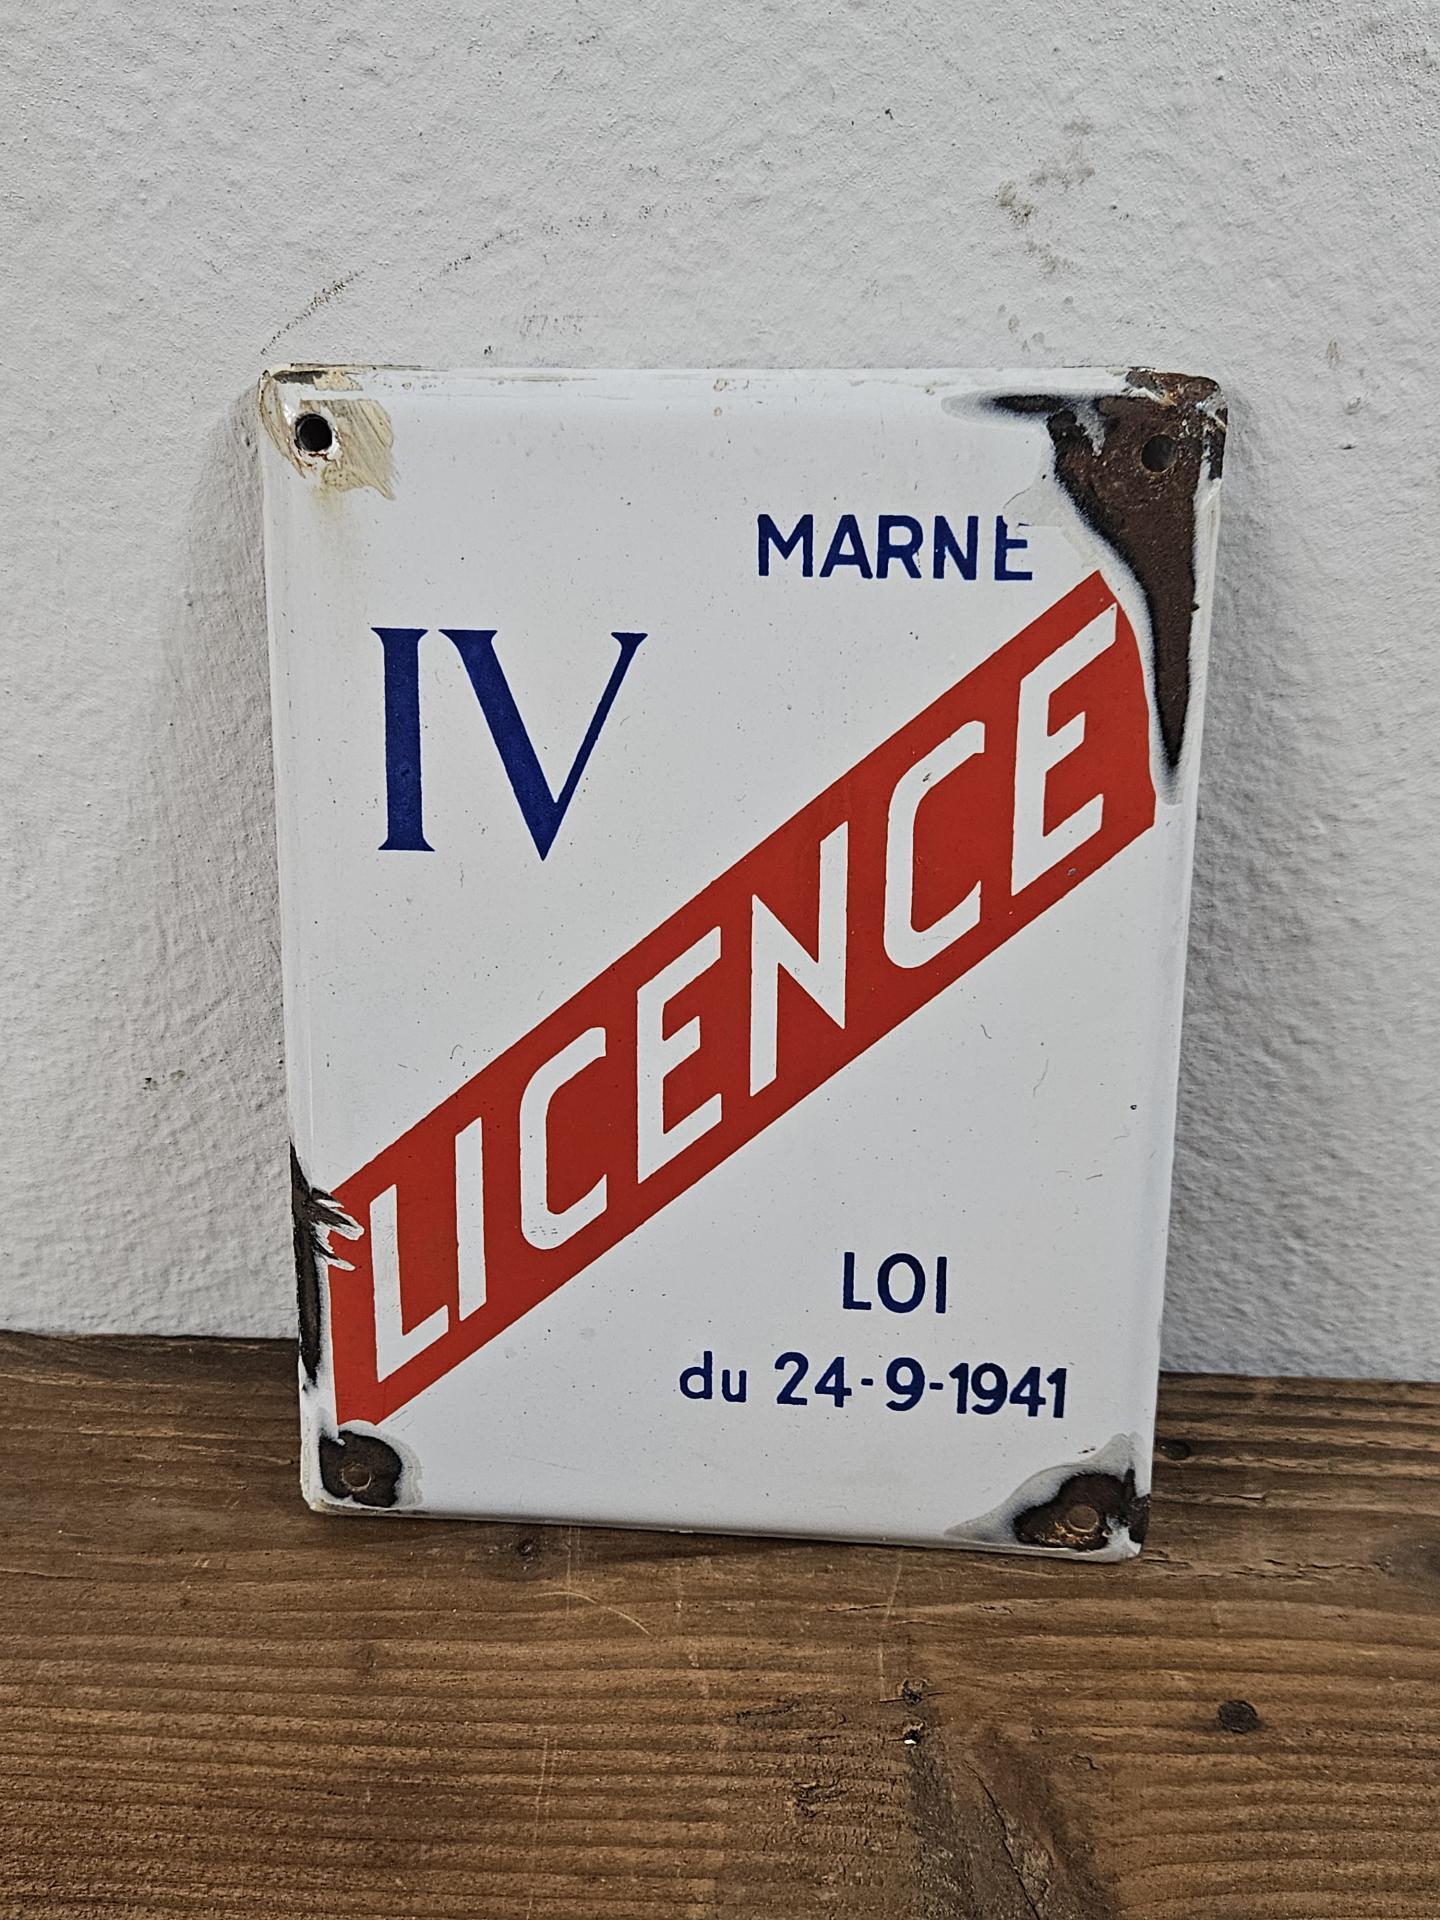 MARNE
IV
LICENCE
LOI
du 24-9-1941